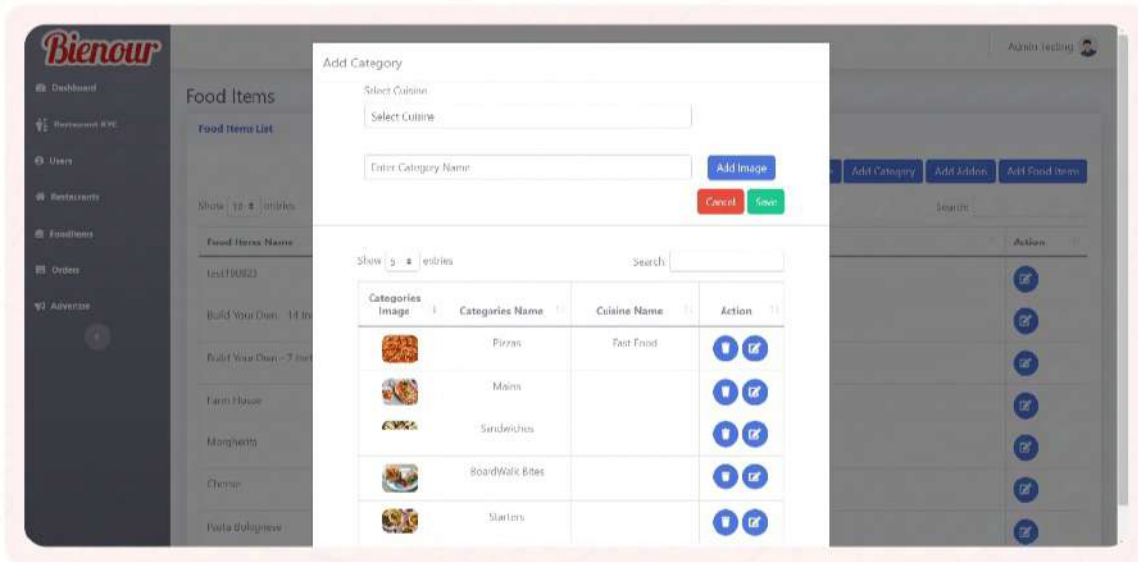 Bienour
Admin Testing
Add Category
Dashboard
Food Items
Select Cuisine
Select Cuisine
Restaurant KYC
Food Items List
Users
Enter Category Name
Add Image
Add Category
Add Addon
Add Food Items
Restaurants
Cancel
Save
Show 10 entries
Search:
FoodItems
Food Items Name
Action
Show 5 entries
Search:
Orders
test100823
Categories Image
Categories Name
Cuisine Name
Action
Advertise
Build Your Own - 14 In
Pizzas
Fast Food
Build Your Own - 7 Inch
Mains
Farm House
Sandwiches
Margherita
BoardWalk Bites
Cheese
Starters
Pasta Bolognese